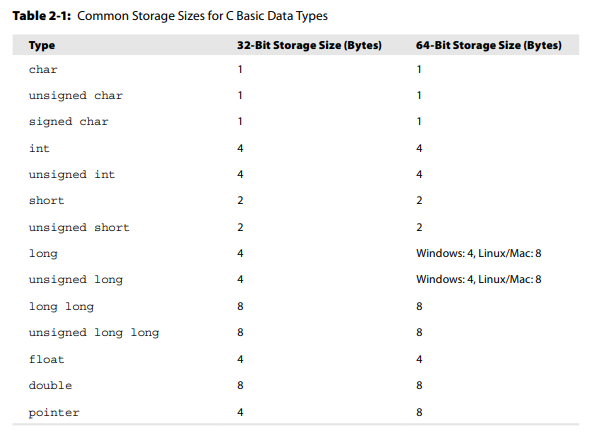 Table 2-1: Common Storage Sizes for C Basic Data Types
Type 32-Bit Storage Size (Bytes) 64-Bit Storage Size (Bytes)
char 1 1
unsigned char 1 1
signed char 1 1
int 4 4
unsigned int 4 4
short 2 2
unsigned short 2 2
long 4 Windows: 4, Linux/Mac: 8
unsigned long 4 Windows: 4, Linux/Mac: 8
long long 8 8
unsigned long long 8 8
float 4 4
double 8 8
pointer 4 8